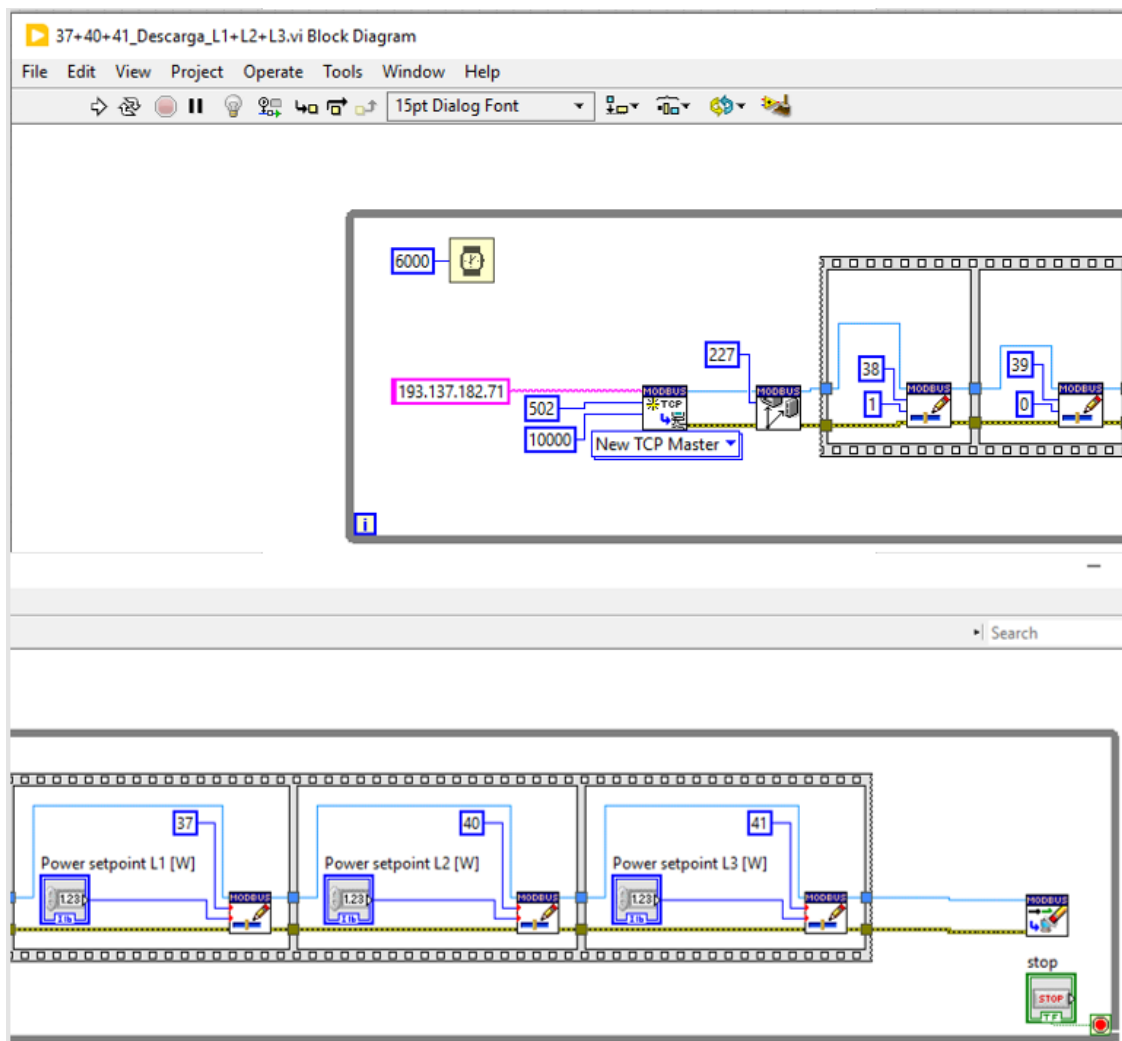 37+40+41_Descarga_L1+L2+L3.vi Block Diagram
File Edit View Project Operate Tools Window Help
15pt Dialog Font
6000
i
193.137.182.71
502
10000
MODBUS
TCP
New TCP Master
227
MODBUS
38
1
MODBUS
39
0
MODBUS
Search
37
Power setpoint L1 [W]
1.23
MODBUS
40
Power setpoint L2 [W]
1.23
MODBUS
41
Power setpoint L3 [W]
1.23
MODBUS
MODBUS
stop
STOP
TF